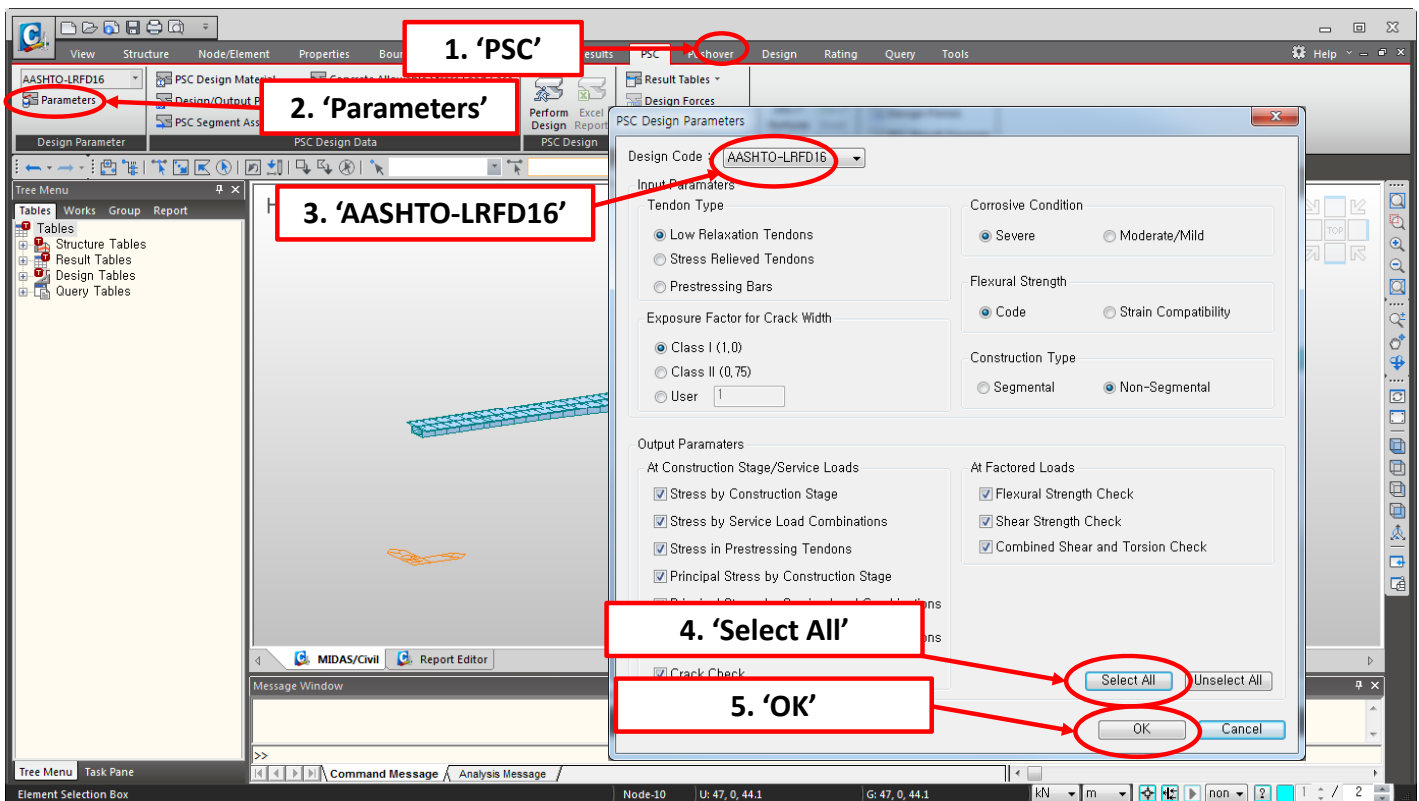 View Structure Node/Element Properties Results PSC Pushover Design Rating Query Tools Help
1. ‘PSC’
AASHTO-LRFD16
Parameters
Design Parameter
PSC Design Material
Design/Output
PSC Segment
PSC Design Data
2. ‘Parameters’
Perform Design
Excel Report
PSC Design
Result Tables
Design Forces
PSC Design Parameters
Design Code : AASHTO-LRFD16
3. ‘AASHTO-LRFD16’
Input Paramaters
Tendon Type
Low Relaxation Tendons
Stress Relieved Tendons
Prestressing Bars
Exposure Factor for Crack Width
Class I (1,0)
Class II (0,75)
User 1
Corrosive Condition
Severe Moderate/Mild
Flexural Strength
Code Strain Compatibility
Construction Type
Segmental Non-Segmental
Output Paramaters
At Construction Stage/Service Loads
Stress by Construction Stage
Stress by Service Load Combinations
Stress in Prestressing Tendons
Principal Stress by Construction Stage
Crack Check
At Factored Loads
Flexural Strength Check
Shear Strength Check
Combined Shear and Torsion Check
4. ‘Select All’
Select All Unselect All
5. ‘OK’
OK Cancel
Tree Menu
Tables Works Group Report
Tables
Structure Tables
Result Tables
Design Tables
Query Tables
TOP
MIDAS/Civil Report Editor
Message Window
>>
Tree Menu Task Pane
Command Message Analysis Message
Element Selection Box
Node-10 U: 47, 0, 44.1 G: 47, 0, 44.1 kN m non 1 / 2